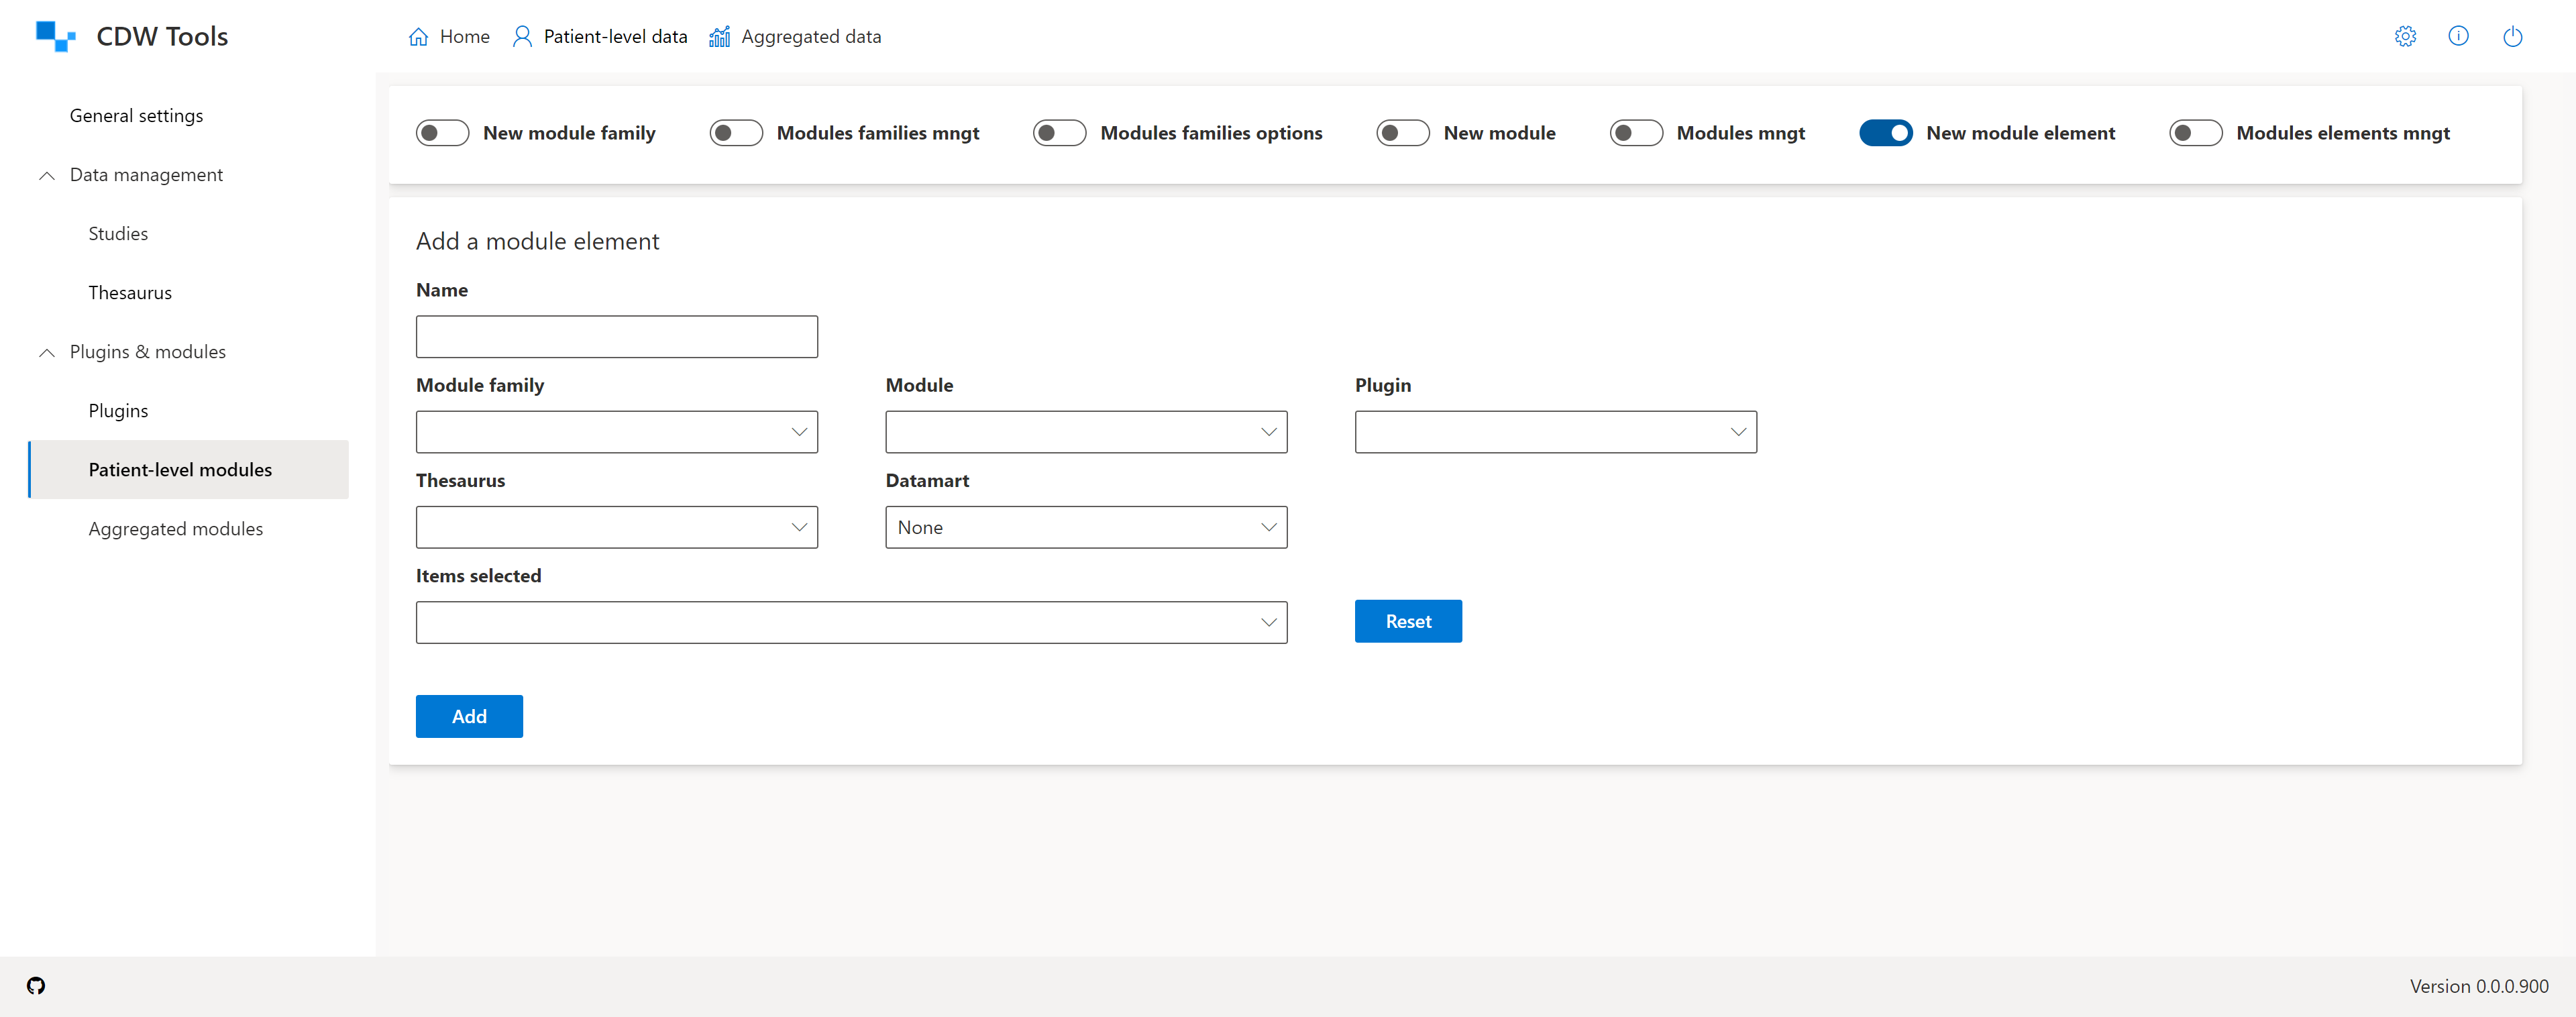 CDW Tools
Home Patient-level data Aggregated data
General settings
Data management
Studies
Thesaurus
Plugins & modules
Plugins
Patient-level modules
Aggregated modules
New module family Modules families mngt Modules families options New module Modules mngt New module element Modules elements mngt
Add a module element
Name
Module family Module Plugin
Thesaurus Datamart
None
Items selected
Reset
Add
Version 0.0.0.900